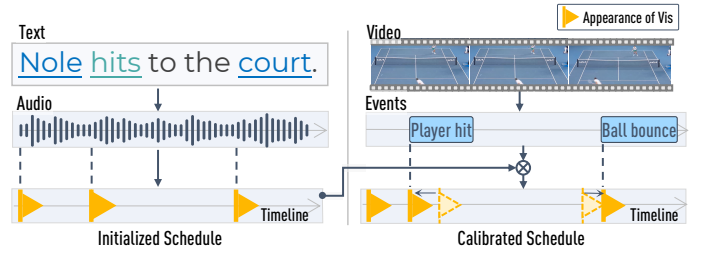 Appearance of Vis
Text
Nole hits to the court.
Audio
Timeline
Initialized Schedule
Video
Events
Player hit
Ball bounce
Timeline
Calibrated Schedule